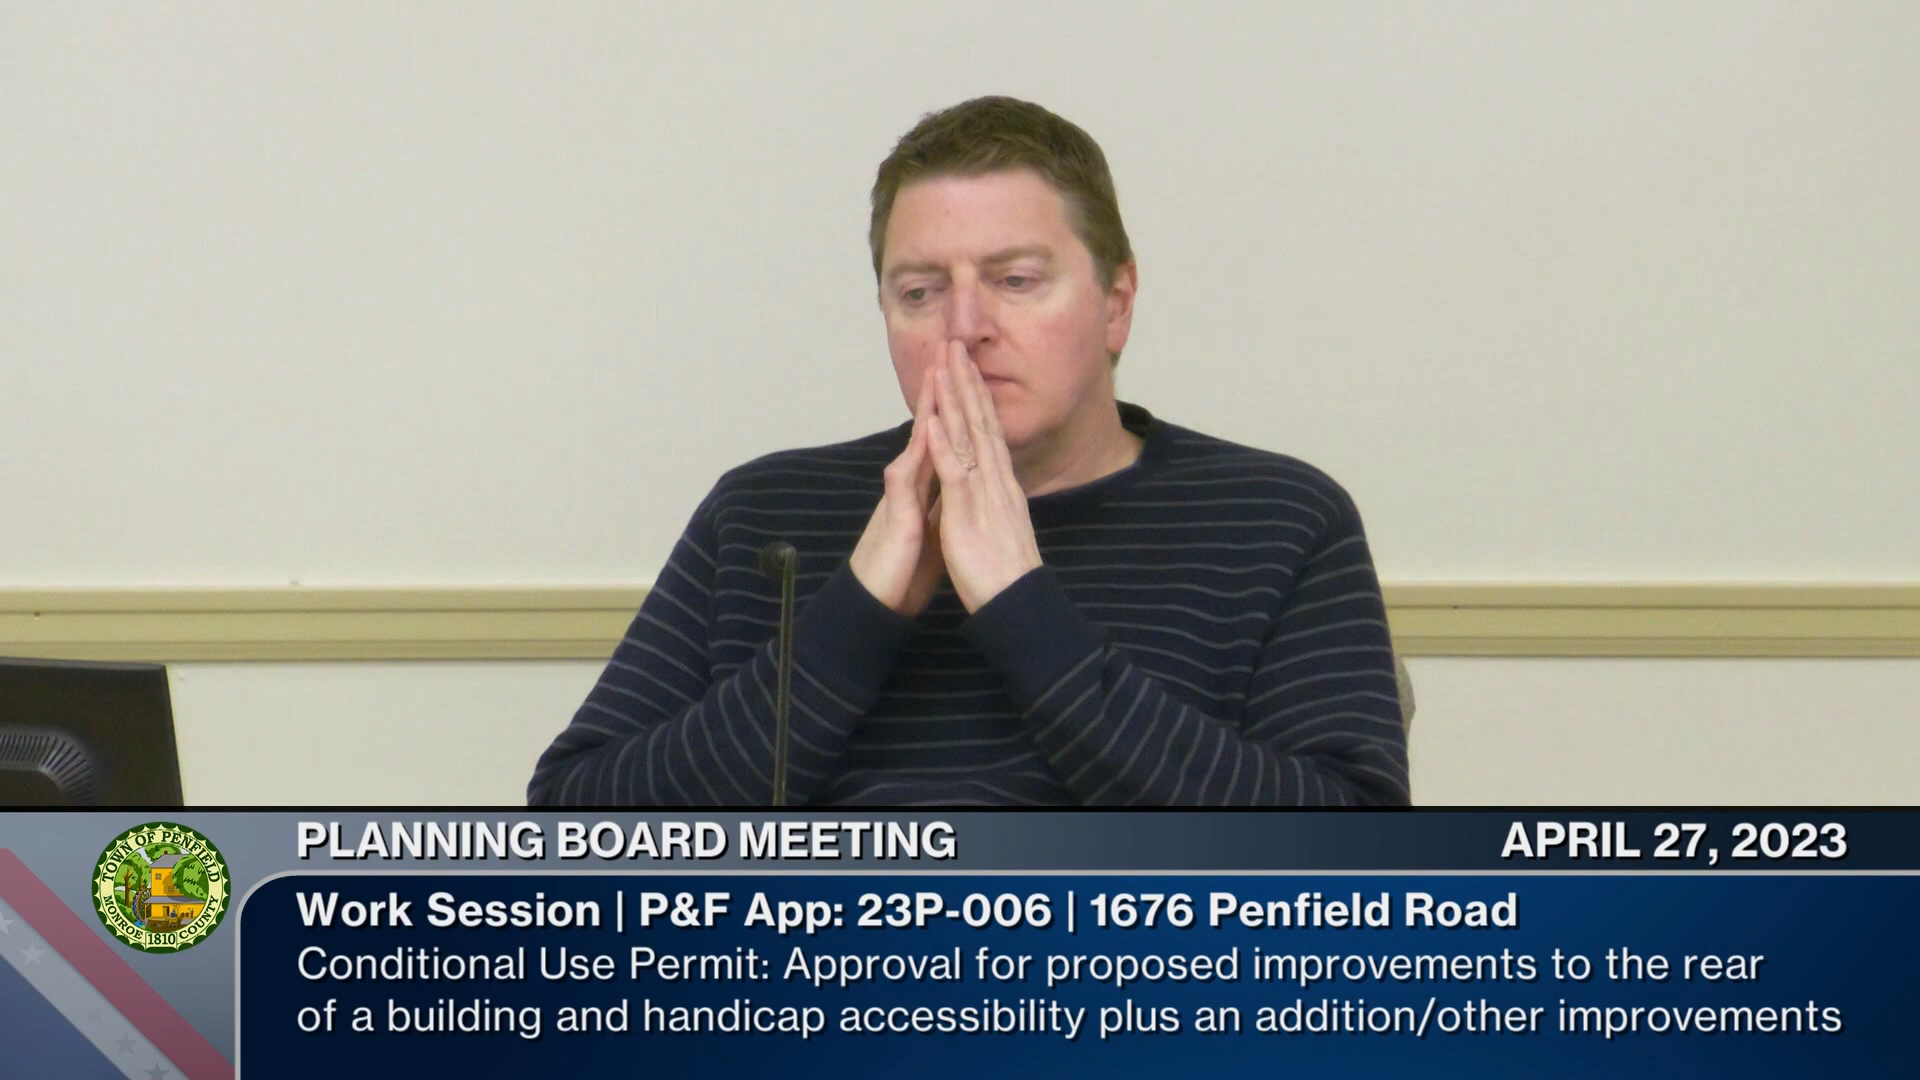 PLANNING BOARD MEETING
APRIL 27, 2023
TOWN OF PENFIELD
MONROE 1810 COUNTY
Work Session | P&F App: 23P-006 | 1676 Penfield Road
Conditional Use Permit: Approval for proposed improvements to the rear
of a building and handicap accessibility plus an addition/other improvements